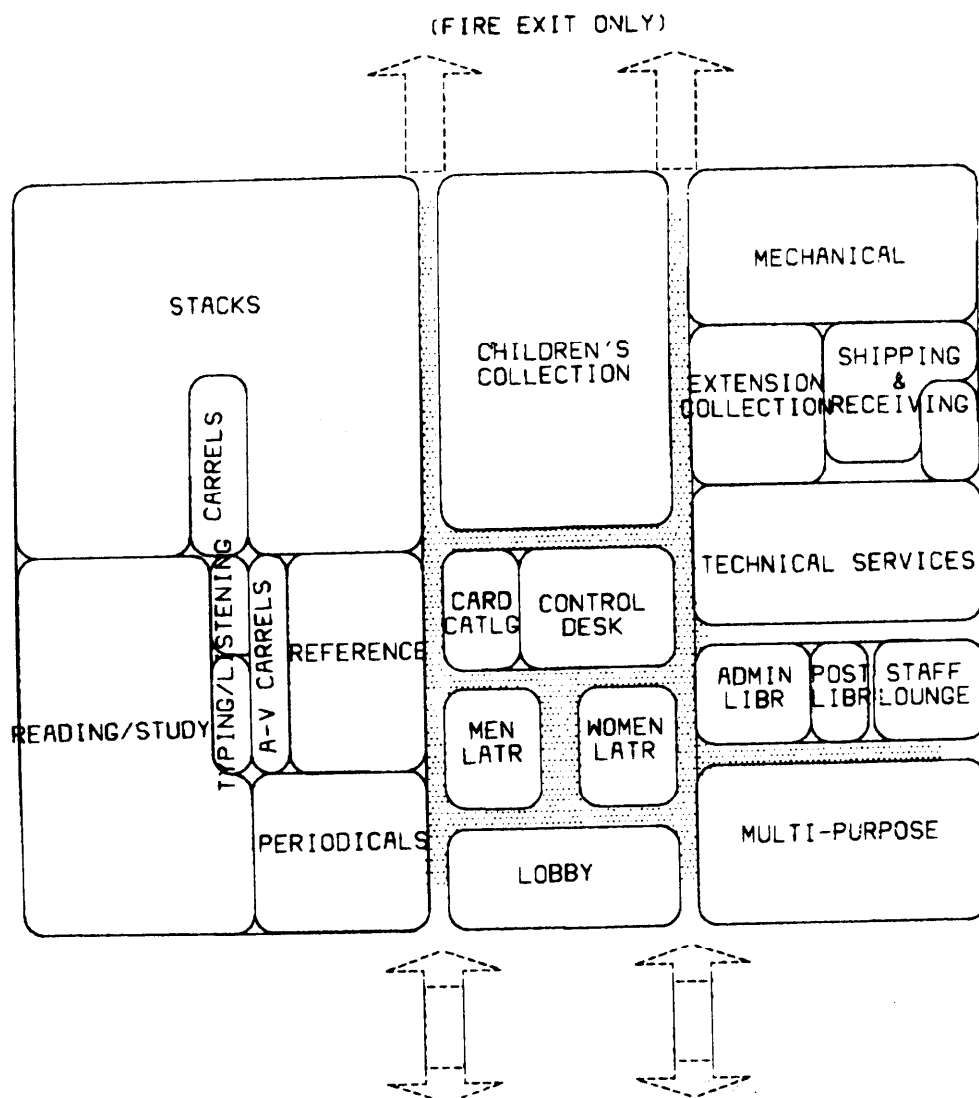 (FIRE EXIT ONLY)
STACKS
CHILDREN'S
COLLECTION
MECHANICAL
EXTENSION
COLLECTION
SHIPPING
&
RECEIVING
CARRELS
TYPING/LISTENING
A-V CARRELS
REFERENCE
READING/STUDY
PERIODICALS
CARD
CATLG
CONTROL
DESK
MEN
LATR
WOMEN
LATR
LOBBY
TECHNICAL SERVICES
ADMIN
LIBR
POST
LIBR
STAFF
LOUNGE
MULTI-PURPOSE